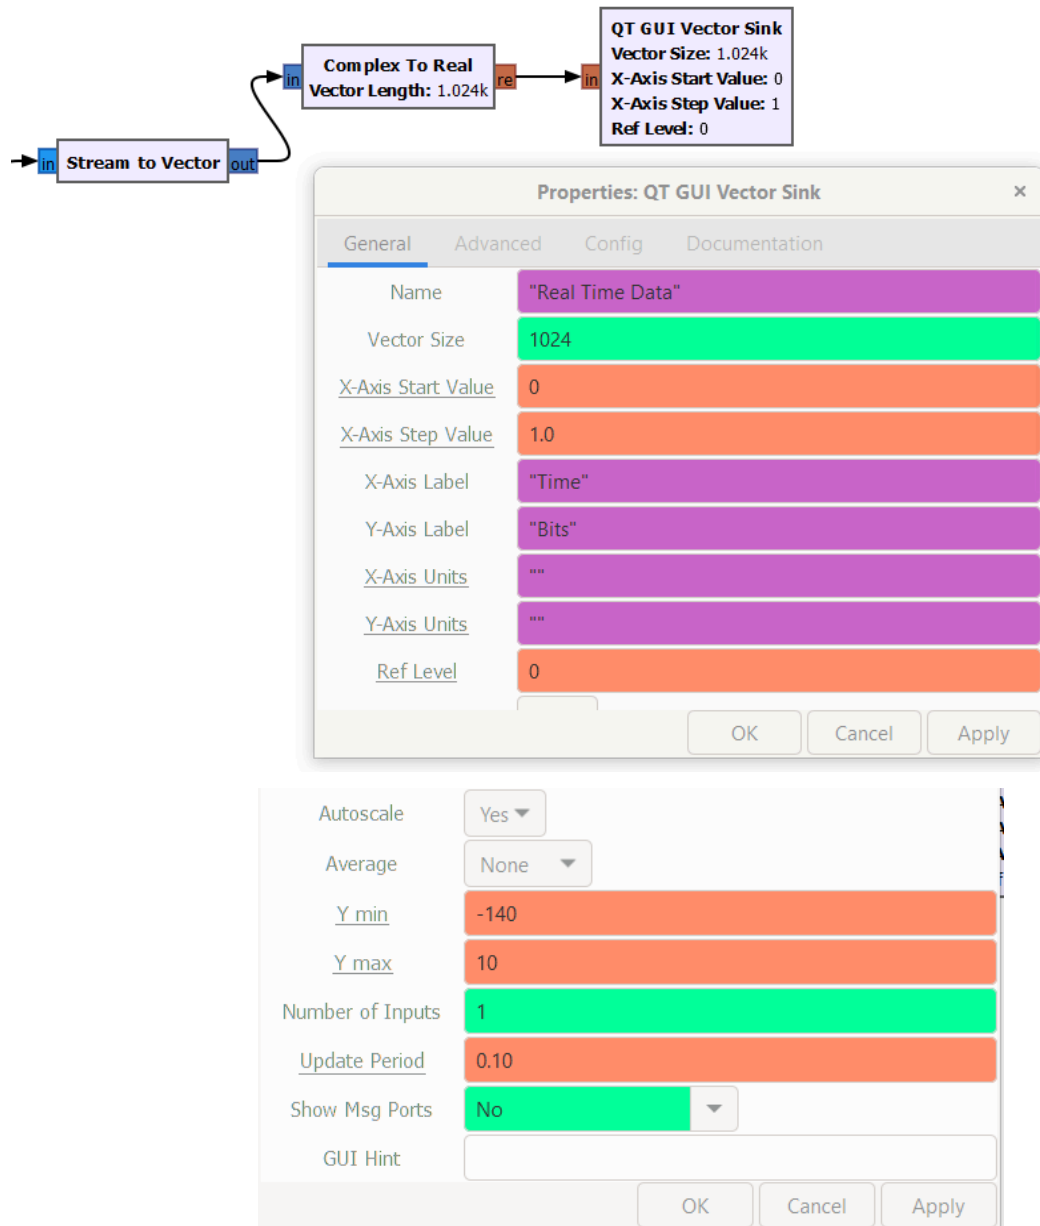 QT GUI Vector Sink
Vector Size: 1.024k
X-Axis Start Value: 0
X-Axis Step Value: 1
Ref Level: 0
in
Complex To Real
Vector Length: 1.024k
re
in
in
Stream to Vector
out
Properties: QT GUI Vector Sink
×
General Advanced Config Documentation
Name "Real Time Data"
Vector Size 1024
X-Axis Start Value 0
X-Axis Step Value 1.0
X-Axis Label "Time"
Y-Axis Label "Bits"
X-Axis Units ""
Y-Axis Units ""
Ref Level 0
OK Cancel Apply
Autoscale Yes
Average None
Y min -140
Y max 10
Number of Inputs 1
Update Period 0.10
Show Msg Ports No
GUI Hint
OK Cancel Apply